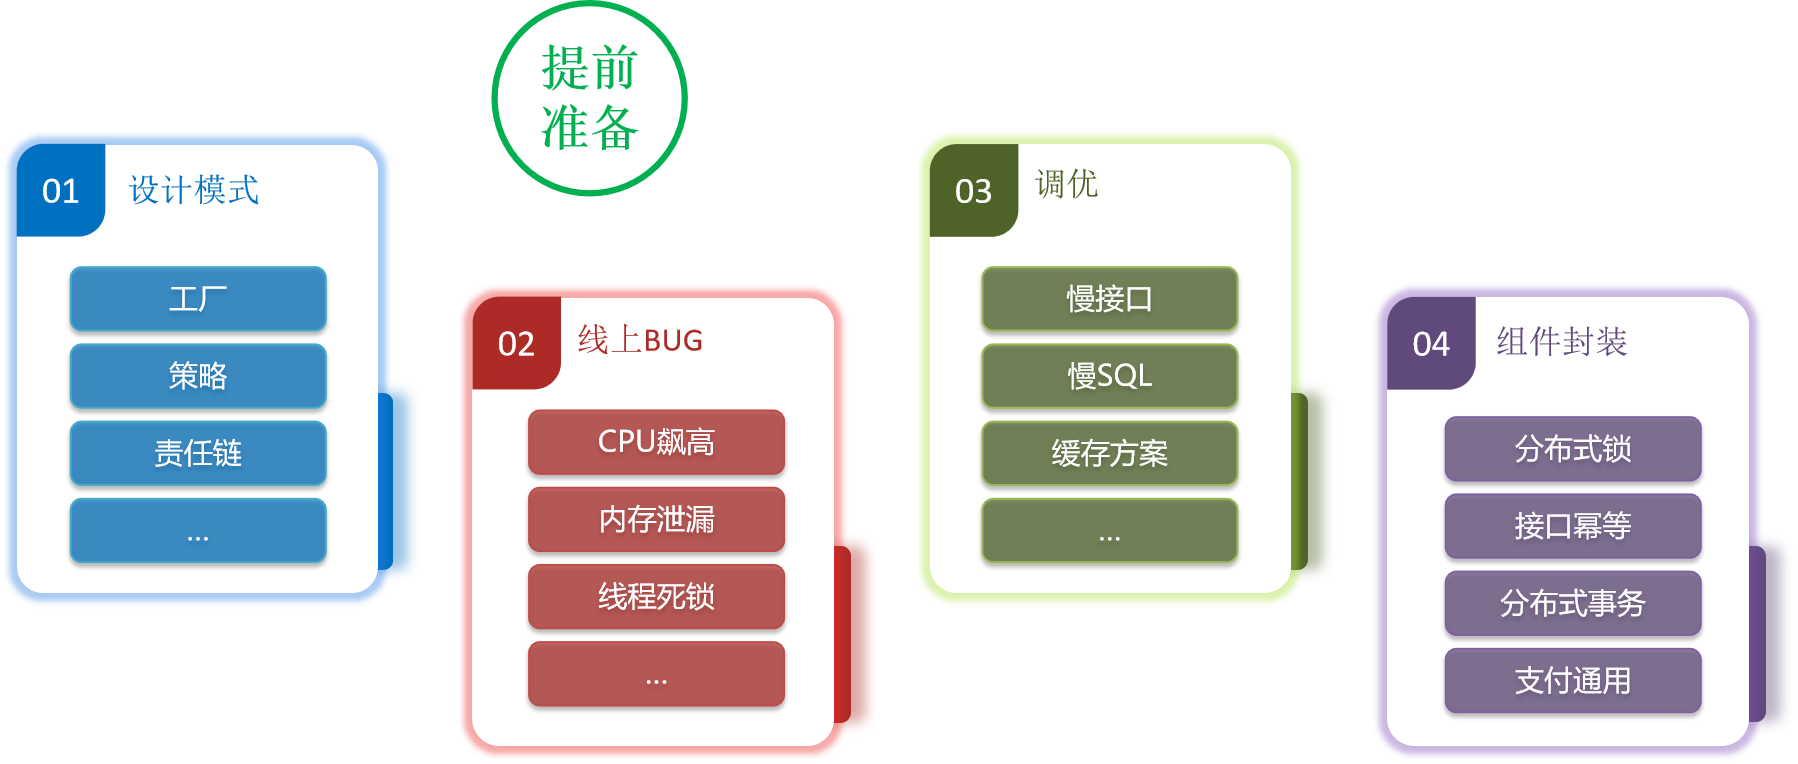 提前
准备
01
设计模式
工厂
策略
责任链
...
02
线上BUG
CPU飙高
内存泄漏
线程死锁
...
03
调优
慢接口
慢SQL
缓存方案
...
04
组件封装
分布式锁
接口幂等
分布式事务
支付通用